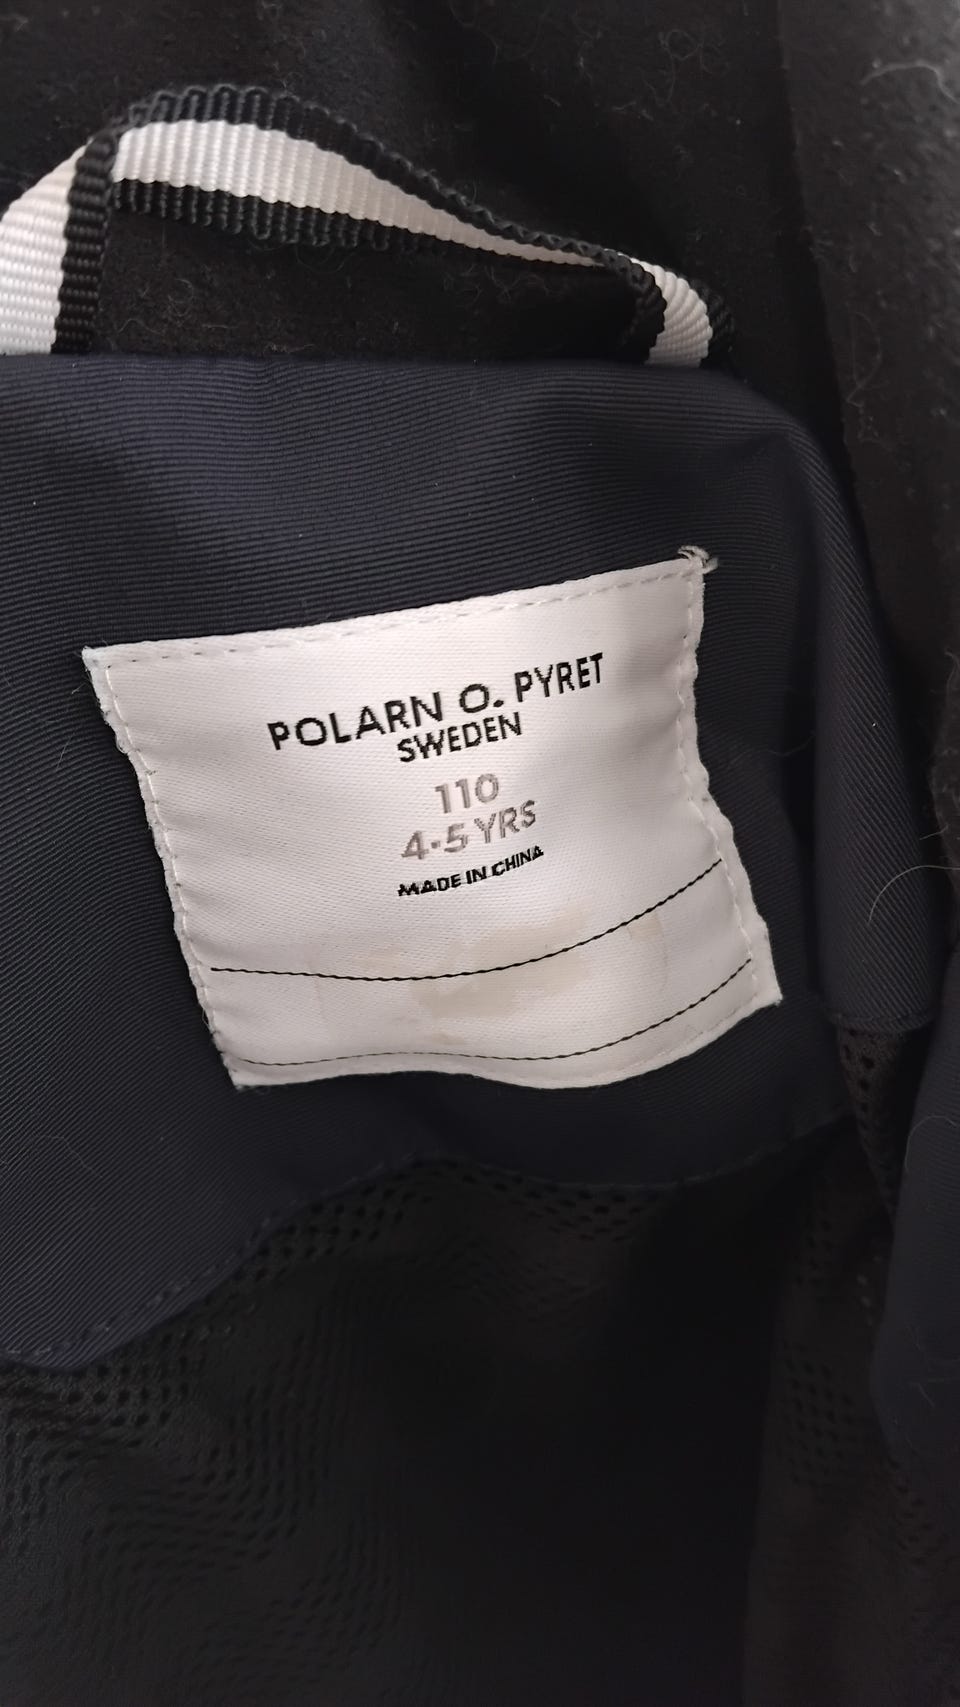 POLARN O. PYRET
SWEDEN
110
4-5 YRS
MADE IN CHINA